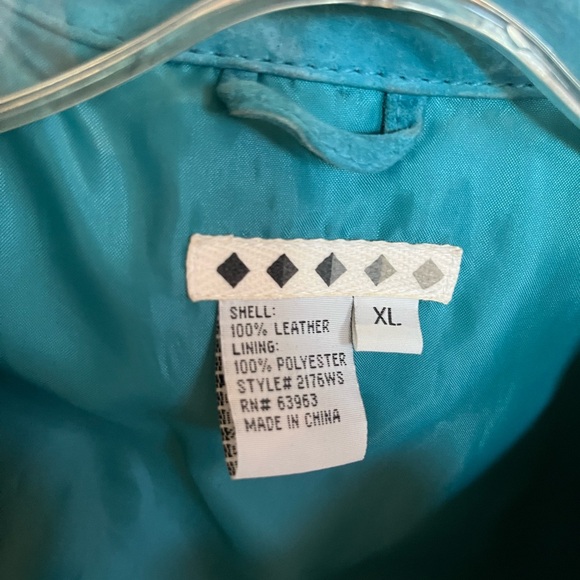 SHELL:
100% LEATHER
LINING:
100% POLYESTER
STYLE# 2176WS
RN# 63963
MADE IN CHINA
XL